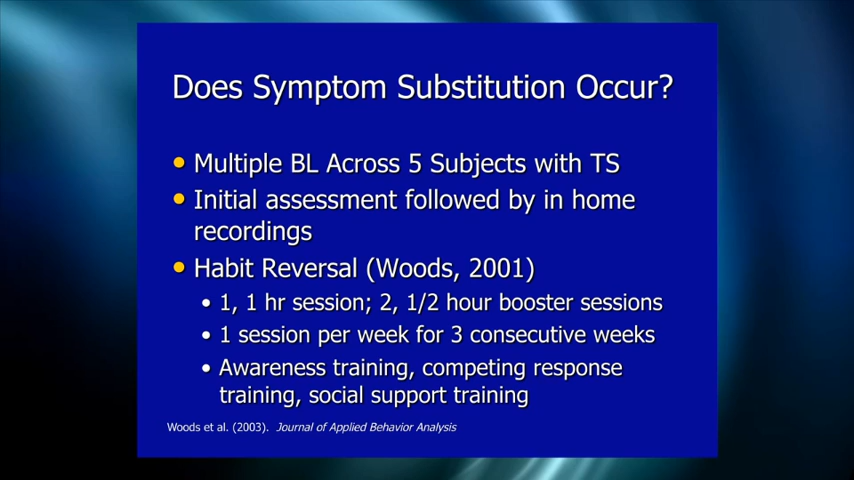 Does Symptom Substitution Occur?
• Multiple BL Across 5 Subjects with TS
• Initial assessment followed by in home
recordings
• Habit Reversal (Woods, 2001)
• 1, 1 hr session; 2, 1/2 hour booster sessions
• 1 session per week for 3 consecutive weeks
• Awareness training, competing response
training, social support training
Woods et al. (2003). Journal of Applied Behavior Analysis